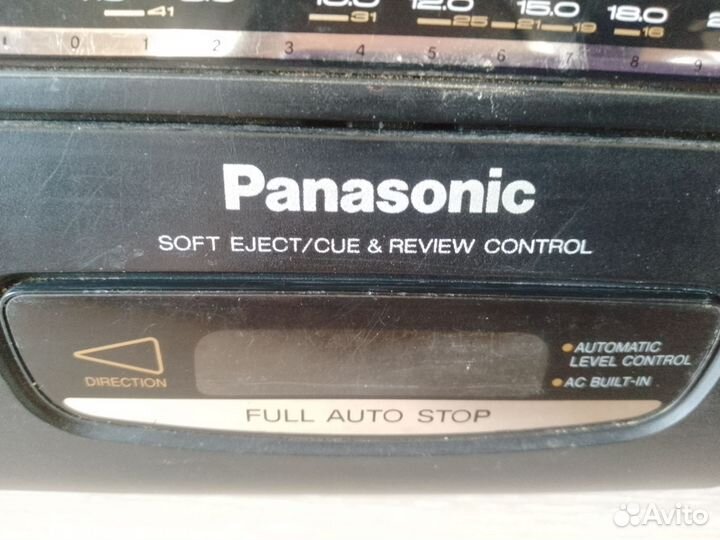 10.0 12.0 15.0 18.0
41 31 25 21 19 16
0 1 2 3 4 5 6 7 8 9
Panasonic
SOFT EJECT/CUE & REVIEW CONTROL
DIRECTION
AUTOMATIC
LEVEL CONTROL
AC BUILT-IN
FULL AUTO STOP
Avito